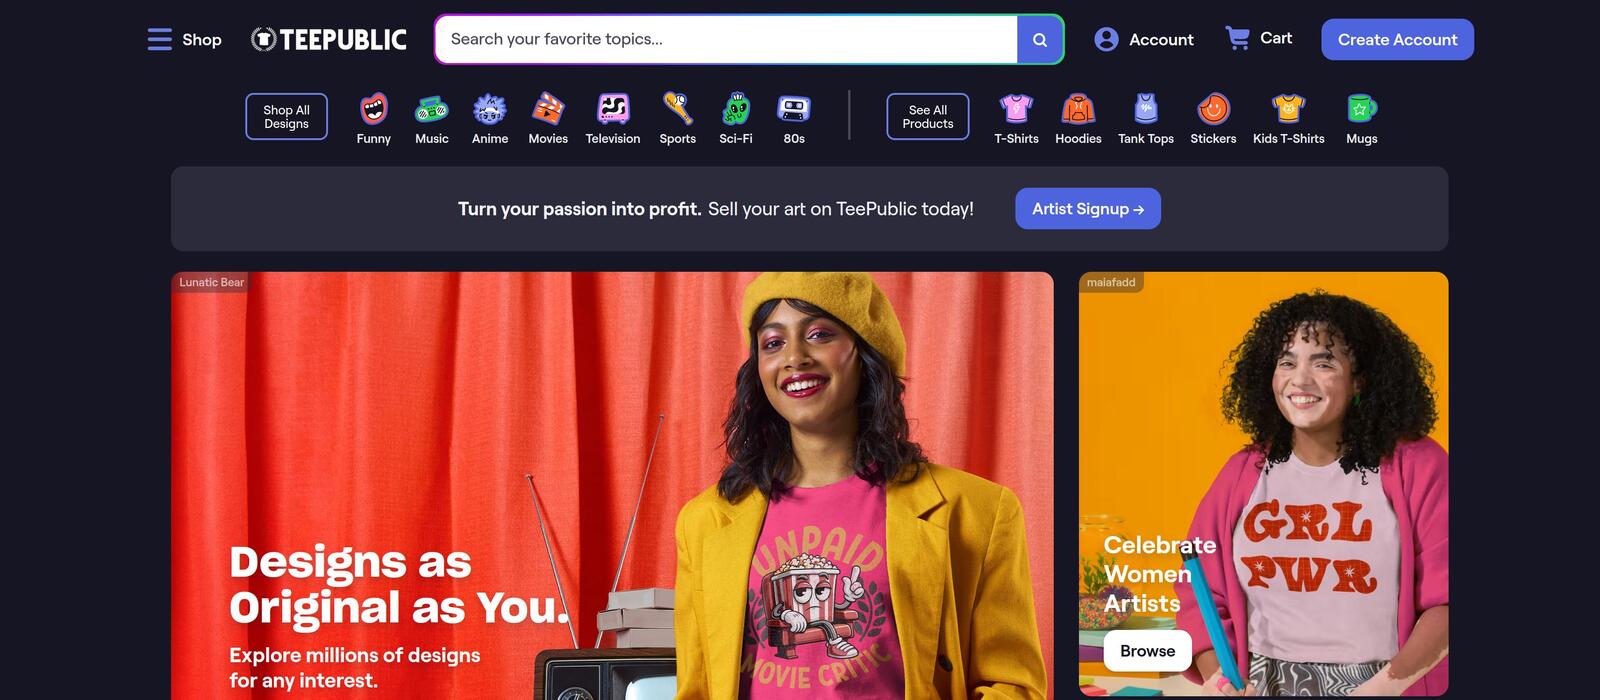 Shop
TEEPUBLIC
Search your favorite topics...
Account
Cart
Create Account
Shop All
Designs
Funny
Music
Anime
Movies
Television
Sports
Sci-Fi
80s
See All
Products
T-Shirts
Hoodies
Tank Tops
Stickers
Kids T-Shirts
Mugs
Turn your passion into profit. Sell your art on TeePublic today!
Artist Signup →
Lunatic Bear
Designs as
Original as You.
Explore millions of designs
for any interest.
UNPAID
MOVIE CRITIC
maiafadd
GRL
PWR
Celebrate
Women
Artists
Browse